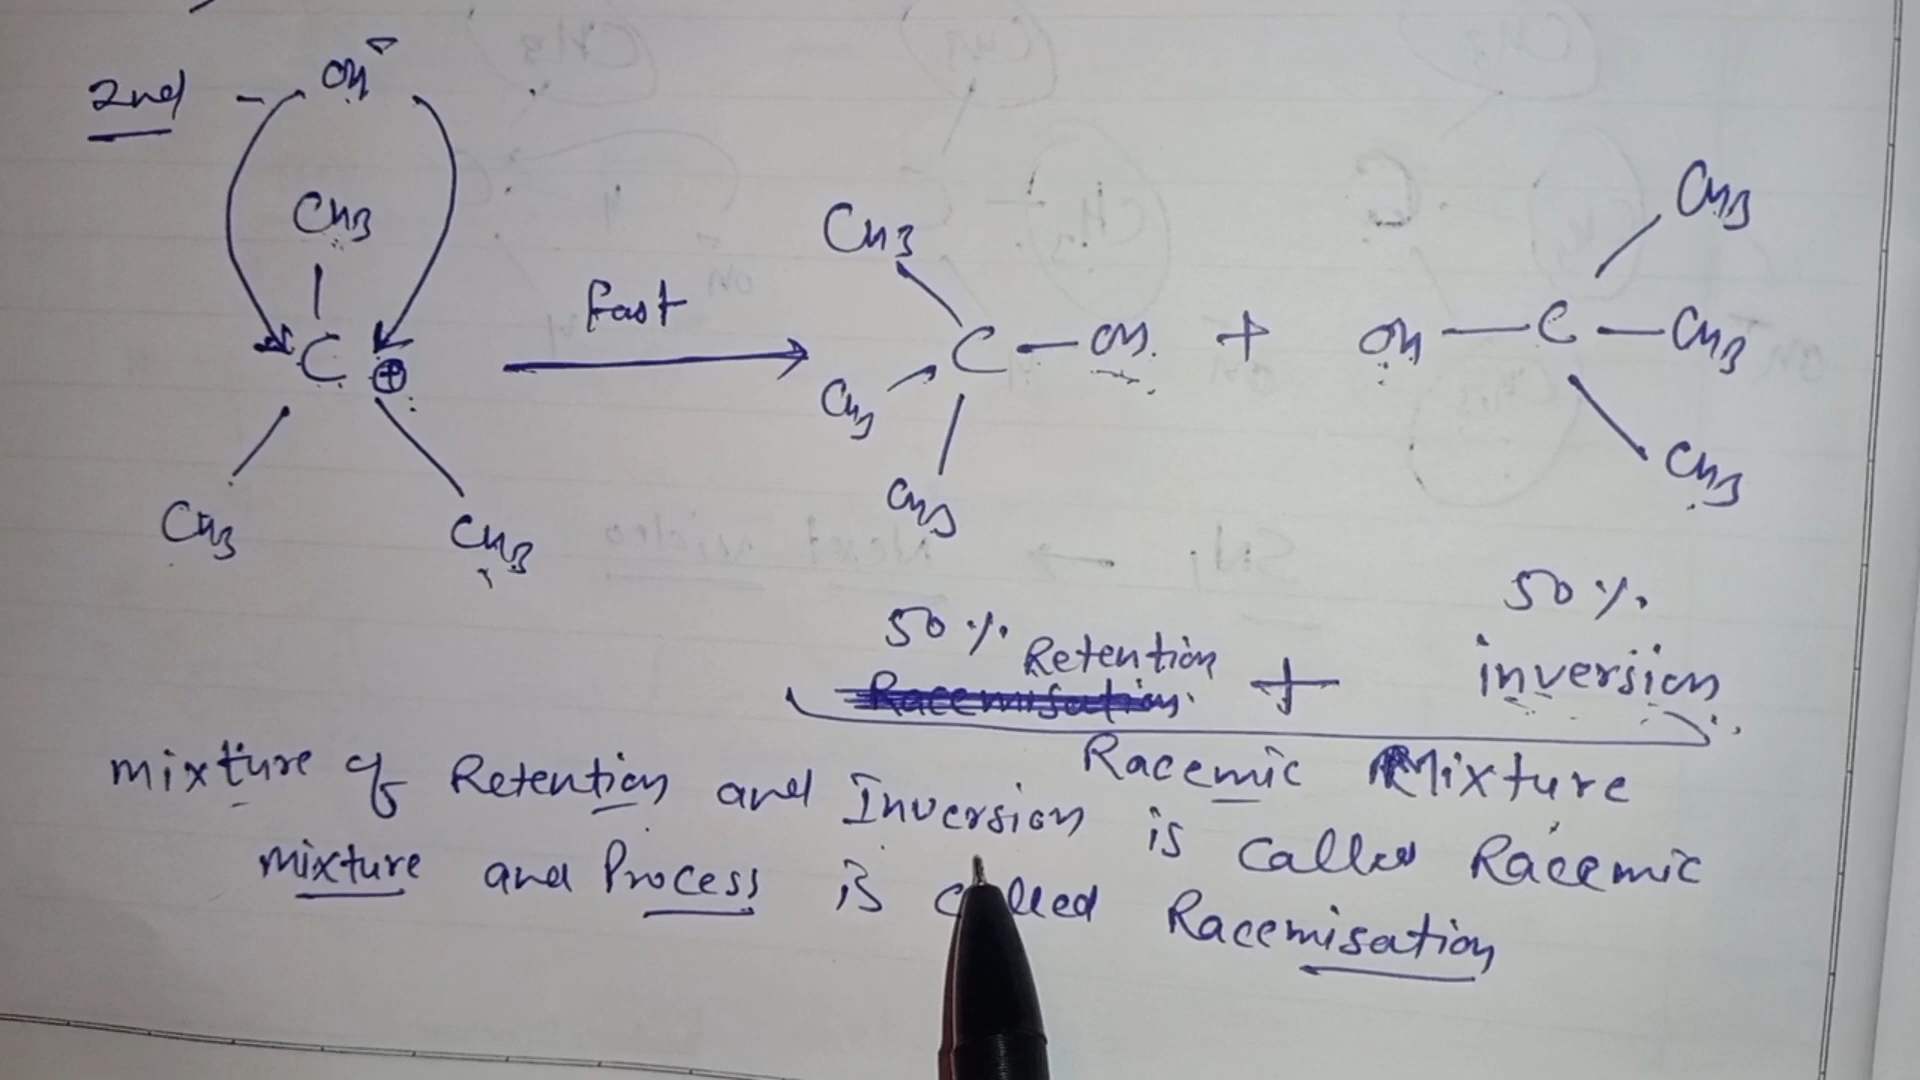 2nd - OH⁻
CH3
C ⊕
CH3 CH3
fast
CH3
CH3 C — OH + OH — C — CH3
CH3
CH3
CH3
50 % Retention + 50 % inversion
Racemisation
Racemic Mixture
mixture of Retention and Inversion is called Racemic
mixture and Process is called Racemisation